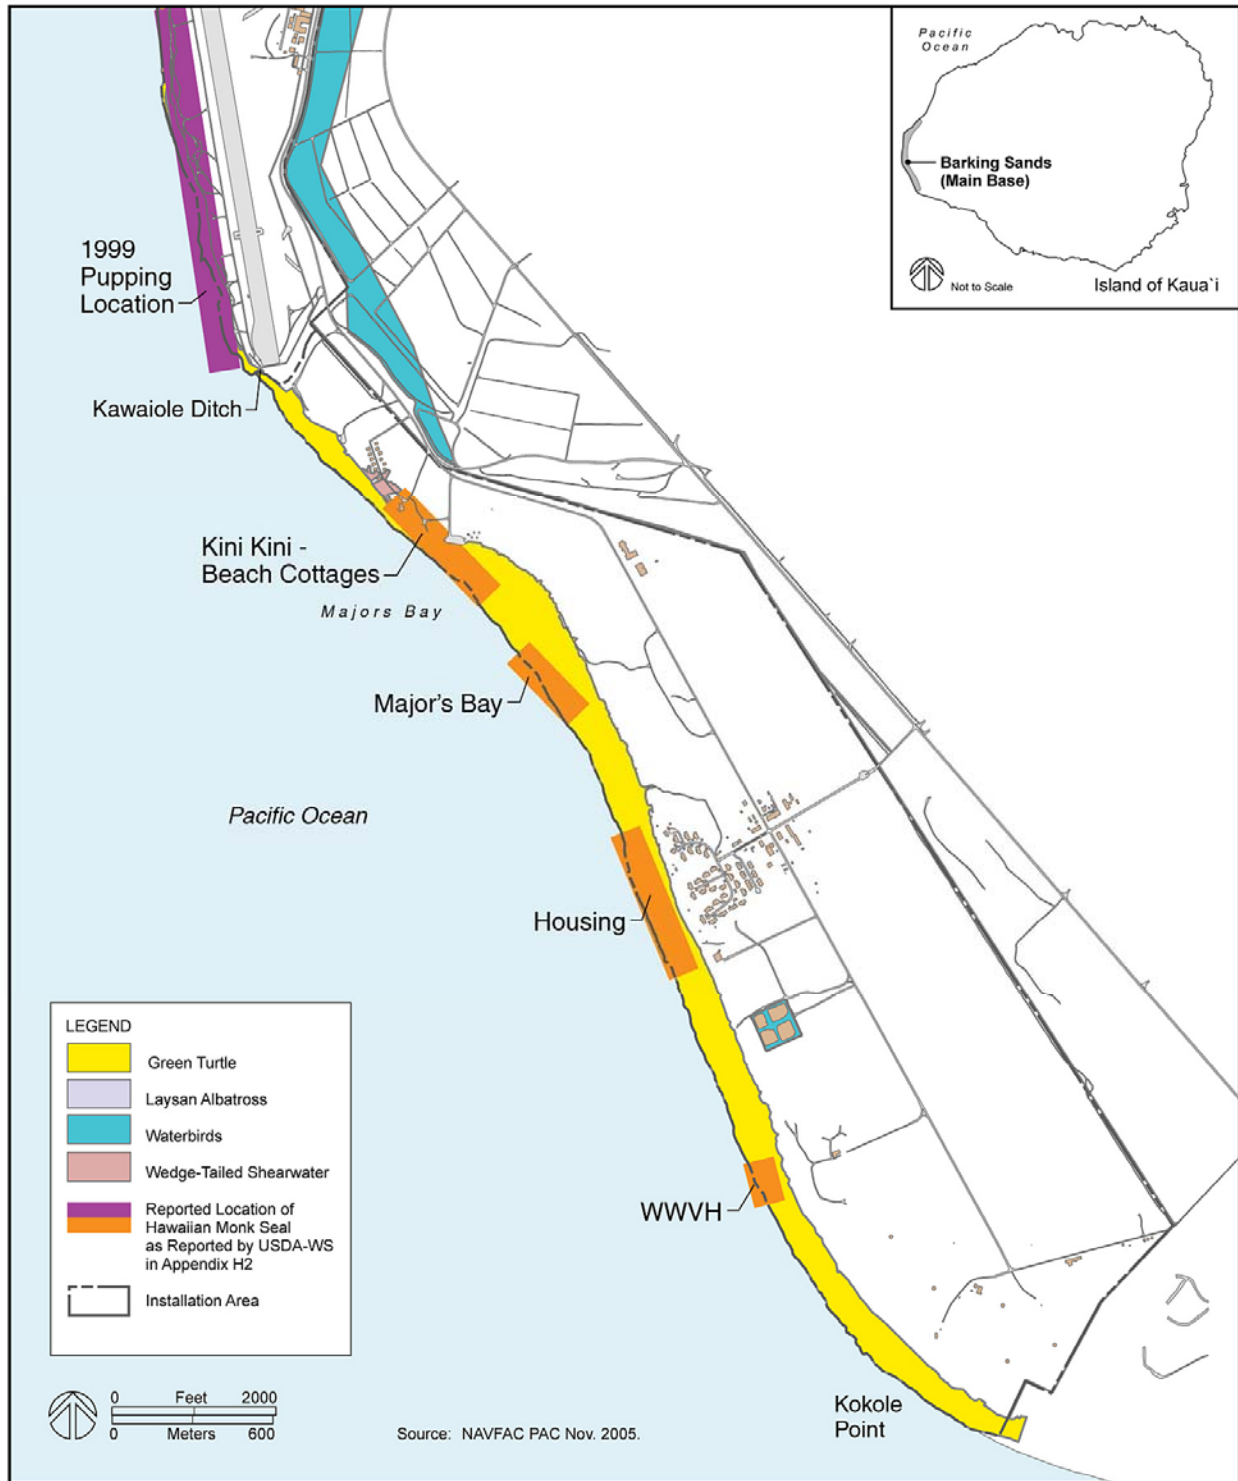 Pacific
Ocean
Barking Sands
(Main Base)
Not to Scale
Island of Kaua`i
1999
Pupping
Location
Kawaiole Ditch
Kini Kini -
Beach Cottages
Majors Bay
Major's Bay
Pacific Ocean
Housing
WWVH
Kokole
Point
LEGEND
Green Turtle
Laysan Albatross
Waterbirds
Wedge-Tailed Shearwater
Reported Location of
Hawaiian Monk Seal
as Reported by USDA-WS
in Appendix H2
Installation Area
0 Feet 2000
0 Meters 600
Source: NAVFAC PAC Nov. 2005.